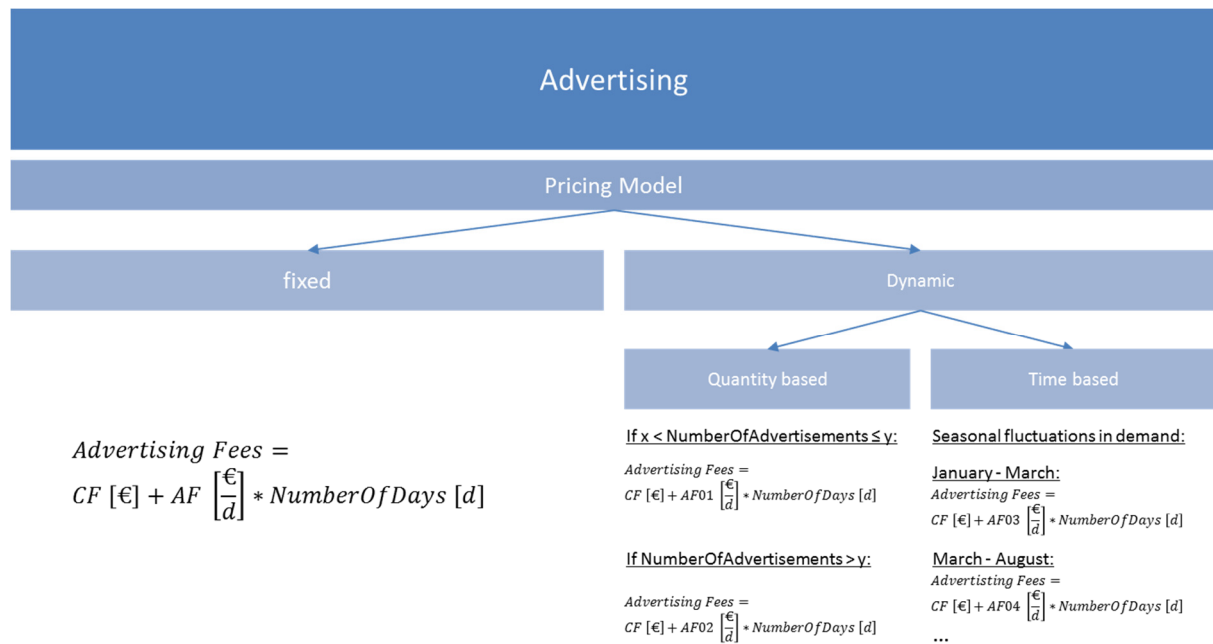 Advertising
Pricing Model
fixed
Dynamic
Quantity based
Time based
Advertising Fees =
CF [€] + AF [€/d] * NumberOfDays [d]
If x < NumberOfAdvertisements ≤ y:
Advertising Fees =
CF [€] + AF01 [€/d] * NumberOfDays [d]
If NumberOfAdvertisements > y:
Advertising Fees =
CF [€] + AF02 [€/d] * NumberOfDays [d]
Seasonal fluctuations in demand:
January - March:
Advertising Fees =
CF [€] + AF03 [€/d] * NumberOfDays [d]
March - August:
Advertisting Fees =
CF [€] + AF04 [€/d] * NumberOfDays [d]
...